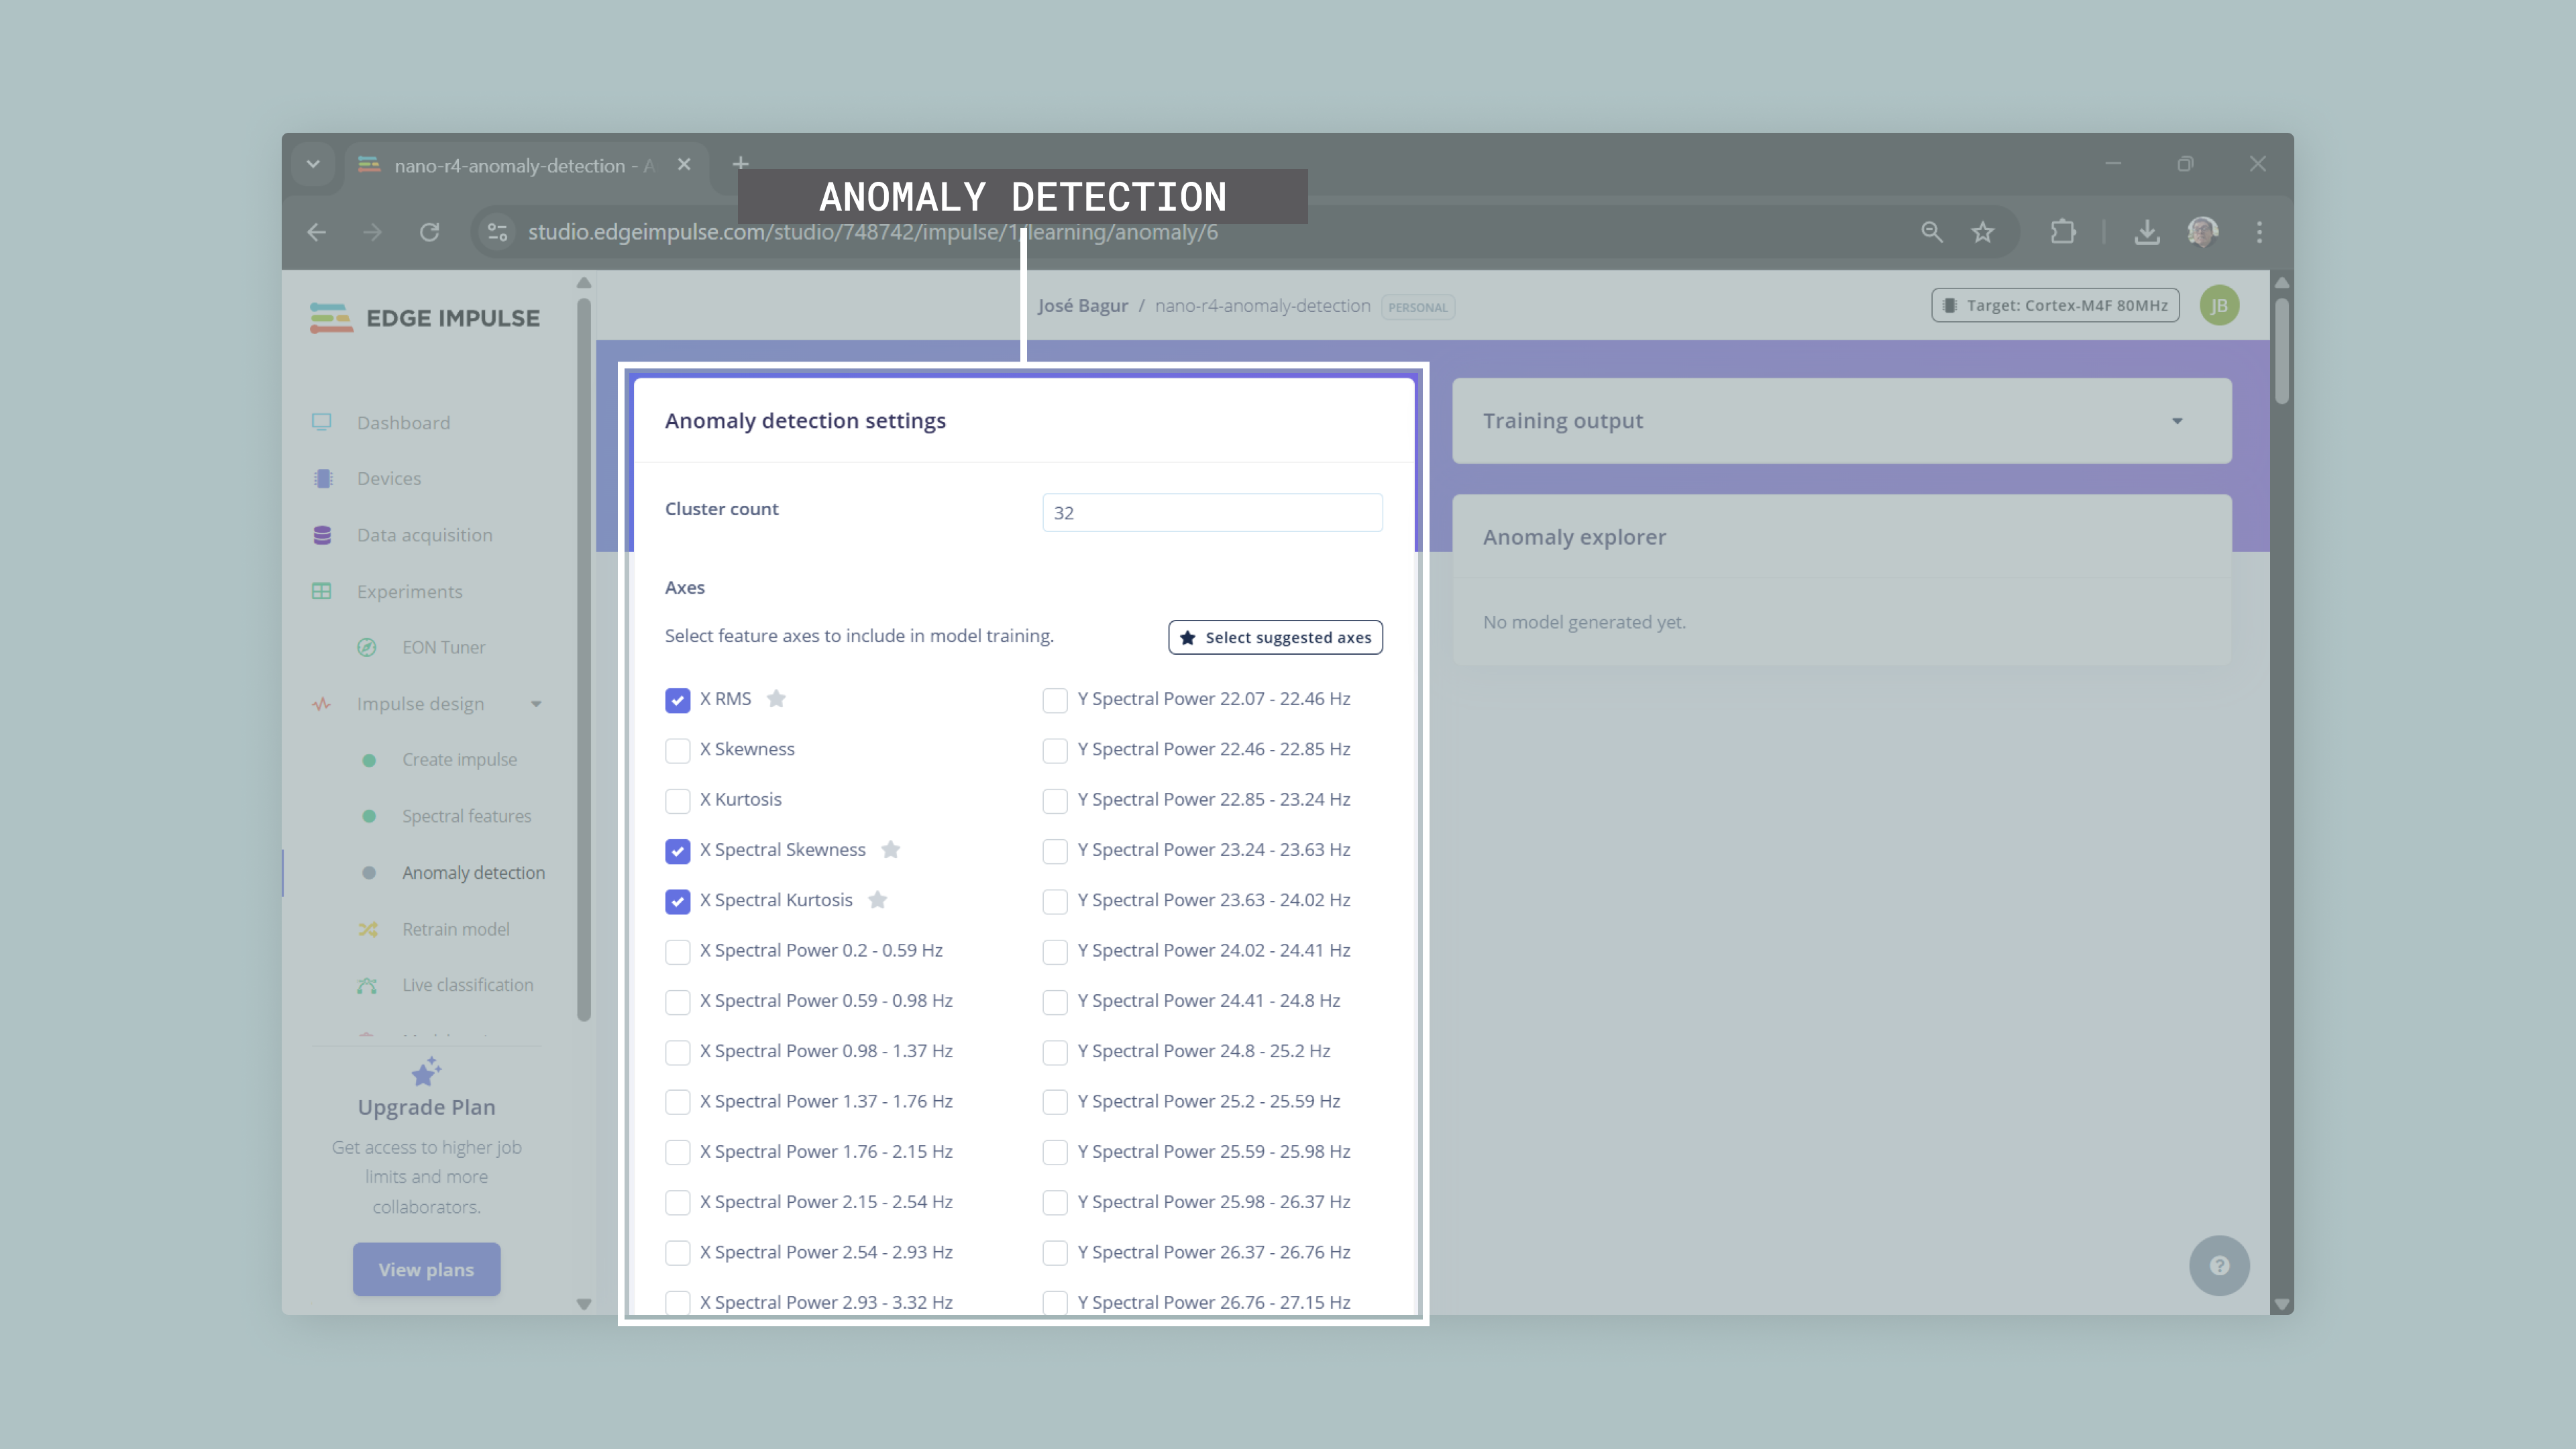 nano-r4-anomaly-detection - A
ANOMALY DETECTION
studio.edgeimpulse.com/studio/748742/impulse/1/learning/anomaly/6
EDGE IMPULSE
José Bagur / nano-r4-anomaly-detection PERSONAL
Target: Cortex-M4F 80MHz
JB
Dashboard
Devices
Data acquisition
Experiments
EON Tuner
Impulse design
Create impulse
Spectral features
Anomaly detection
Retrain model
Live classification
Upgrade Plan
Get access to higher job
limits and more
collaborators.
View plans
Anomaly detection settings
Cluster count
32
Axes
Select feature axes to include in model training.
Select suggested axes
X RMS
X Skewness
X Kurtosis
X Spectral Skewness
X Spectral Kurtosis
X Spectral Power 0.2 - 0.59 Hz
X Spectral Power 0.59 - 0.98 Hz
X Spectral Power 0.98 - 1.37 Hz
X Spectral Power 1.37 - 1.76 Hz
X Spectral Power 1.76 - 2.15 Hz
X Spectral Power 2.15 - 2.54 Hz
X Spectral Power 2.54 - 2.93 Hz
X Spectral Power 2.93 - 3.32 Hz
Y Spectral Power 22.07 - 22.46 Hz
Y Spectral Power 22.46 - 22.85 Hz
Y Spectral Power 22.85 - 23.24 Hz
Y Spectral Power 23.24 - 23.63 Hz
Y Spectral Power 23.63 - 24.02 Hz
Y Spectral Power 24.02 - 24.41 Hz
Y Spectral Power 24.41 - 24.8 Hz
Y Spectral Power 24.8 - 25.2 Hz
Y Spectral Power 25.2 - 25.59 Hz
Y Spectral Power 25.59 - 25.98 Hz
Y Spectral Power 25.98 - 26.37 Hz
Y Spectral Power 26.37 - 26.76 Hz
Y Spectral Power 26.76 - 27.15 Hz
Training output
Anomaly explorer
No model generated yet.